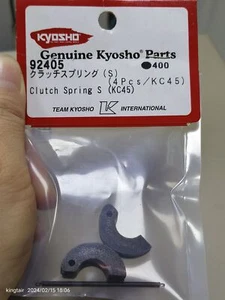 KYOSHO
Genuine Kyosho Parts
92405 400
クラッチスプリング (S)
(4Pcs/KC45)
Clutch Spring S (KC45)
TEAM KYOSHO K INTERNATIONAL
kingfair 2024/02/15 18:06